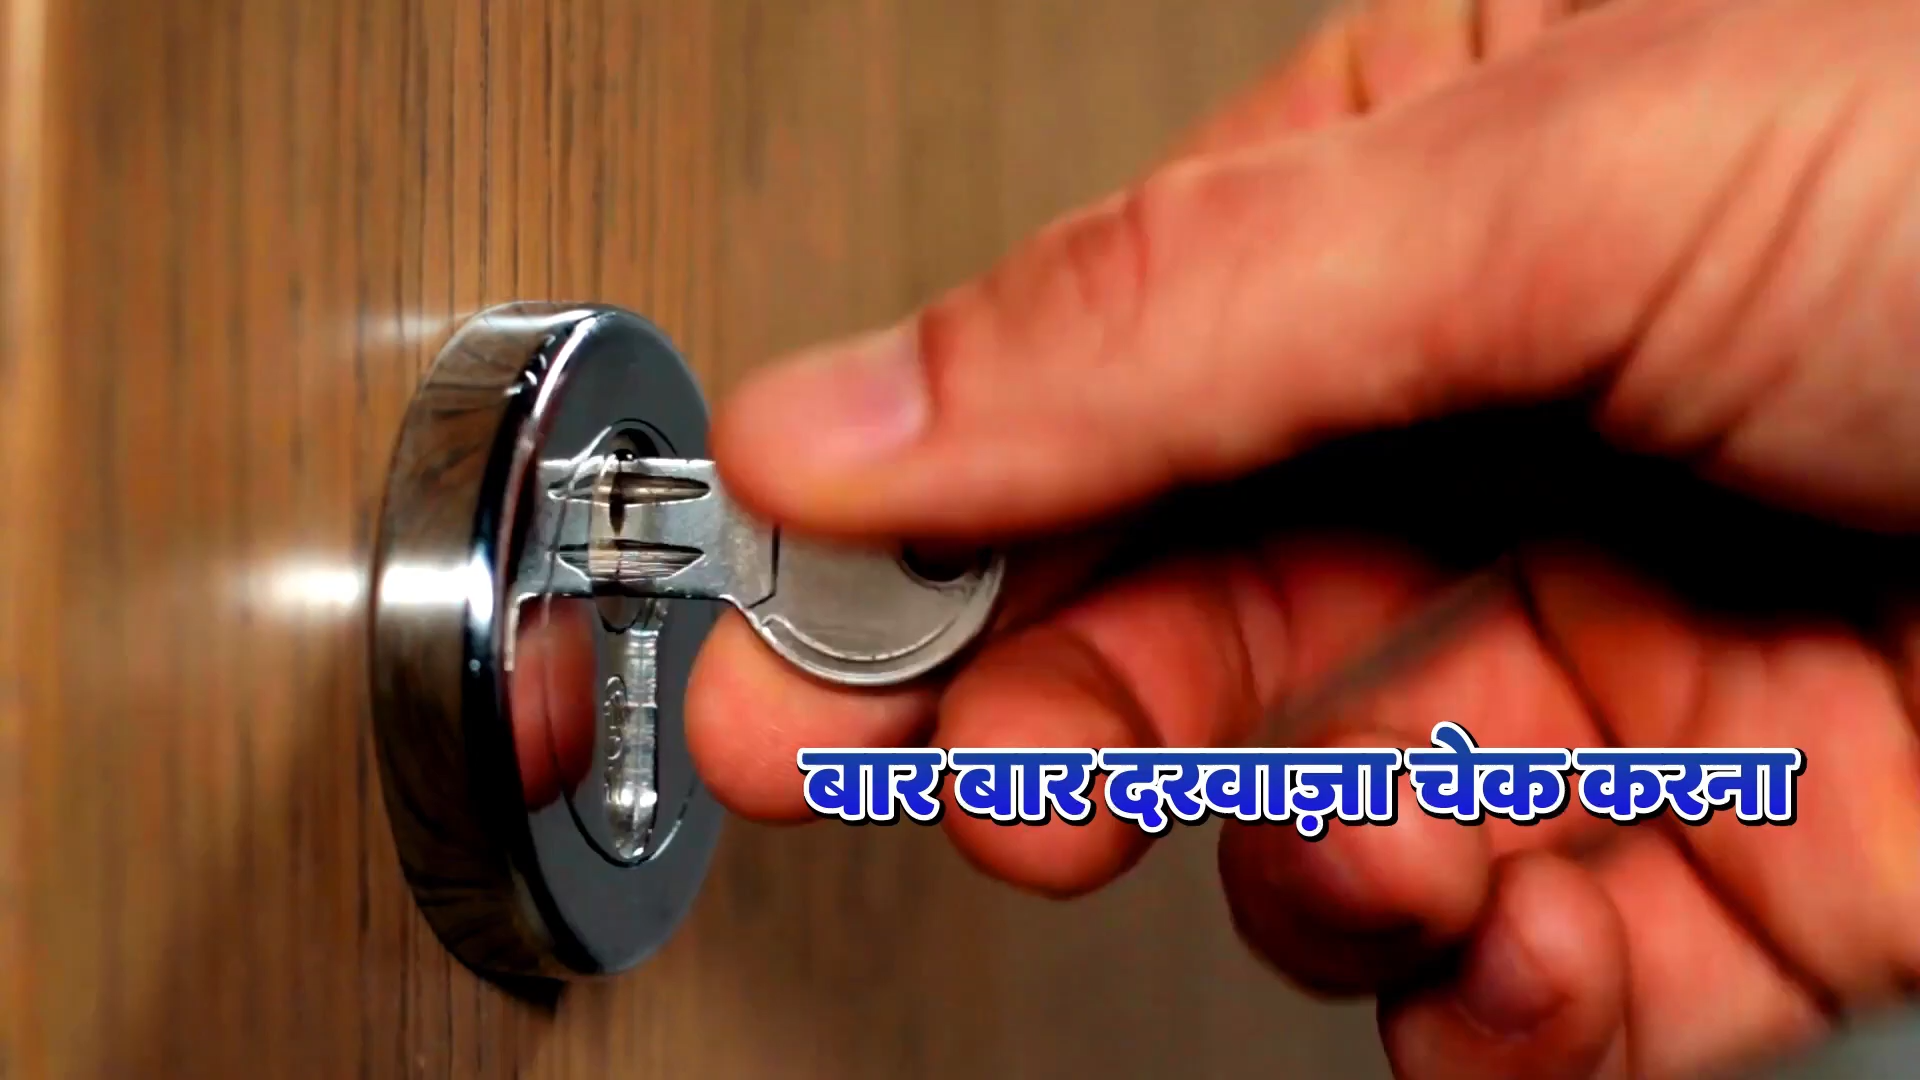 बार बार दरवाज़ा चेक करना